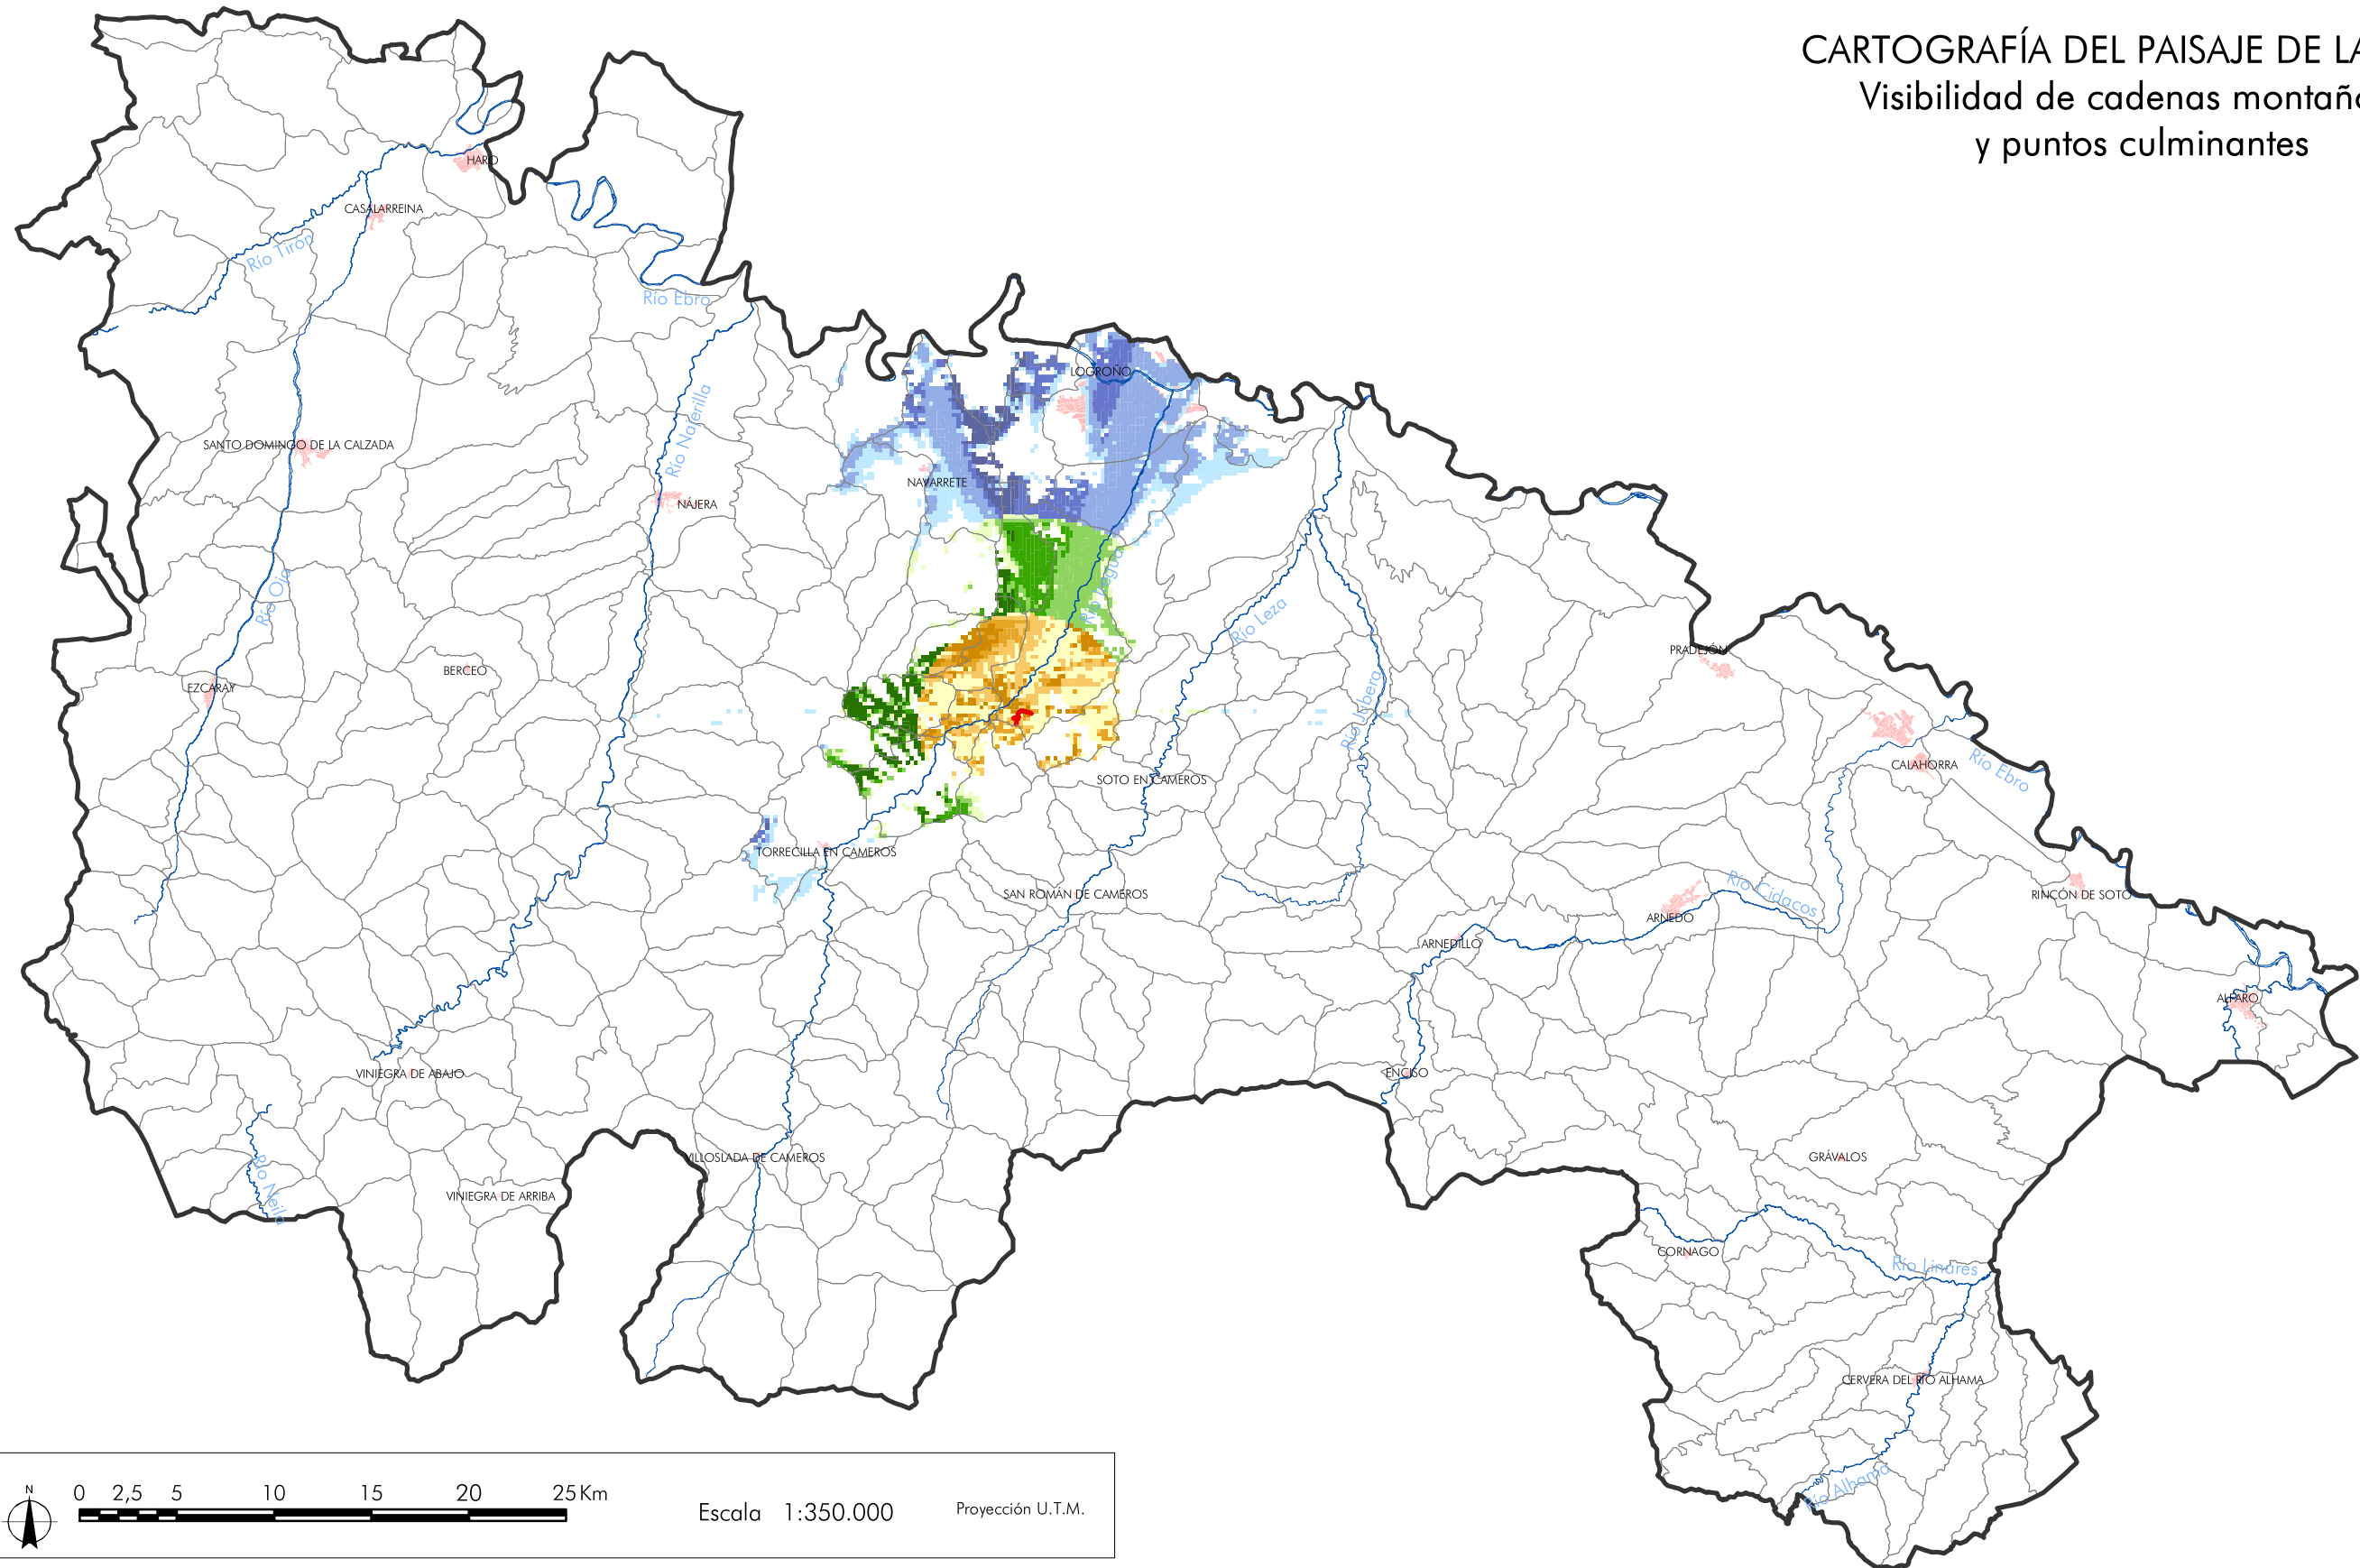 CARTOGRAFÍA DEL PAISAJE DE LA
Visibilidad de cadenas montaño
y puntos culminantes
HARO
CASALARREINA
Río Tirón
Río Ebro
LOGROÑO
Río Najerilla
SANTO DOMINGO DE LA CALZADA
NAVARRETE
NÁJERA
Río Oja
Río Iregua
Río Leza
PRADEJÓN
BERCEO
EZCARAY
Río Jubera
CALAHORRA
Río Ebro
SOTO EN CAMEROS
TORRECILLA EN CAMEROS
SAN ROMÁN DE CAMEROS
Río Cidacos
RINCÓN DE SOTO
ARNEDO
ARNEDILLO
ALFARO
VINIEGRA DE ABAJO
ENCISO
VILLOSLADA DE CAMEROS
GRÁVALOS
Río Neila
VINIEGRA DE ARRIBA
CORNAGO
Río Linares
CERVERA DEL RÍO ALHAMA
Río Alhama
N
0 2,5 5 10 15 20 25 Km
Escala 1:350.000
Proyección U.T.M.